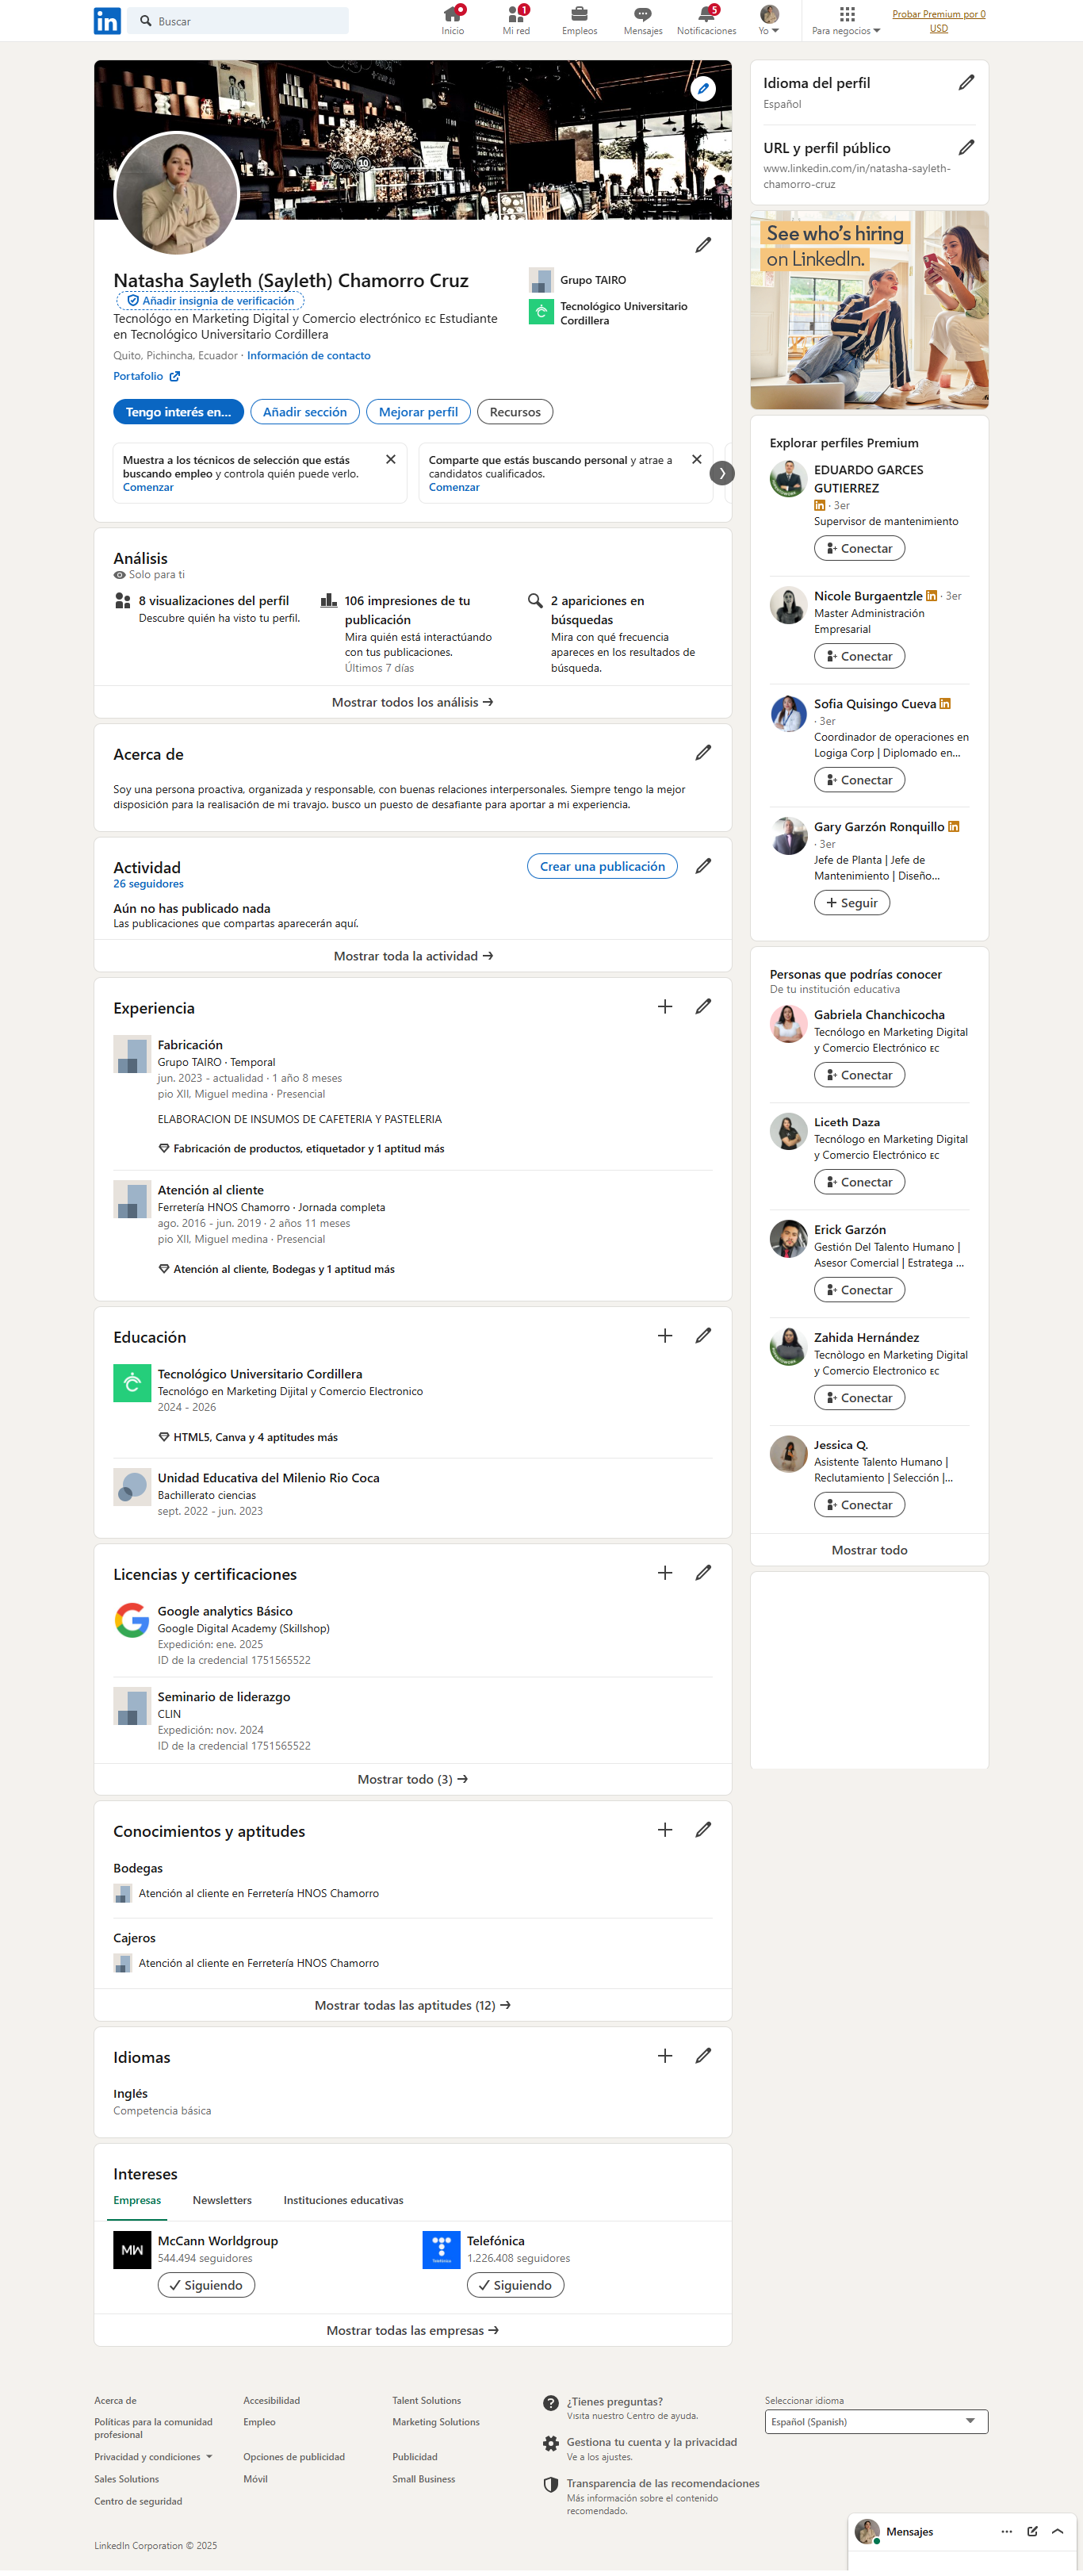 in
Buscar
Inicio
1
Mi red
Empleos
Mensajes
5
Notificaciones
Yo
Para negocios
Probar Premium por 0
USD
Natasha Sayleth (Sayleth) Chamorro Cruz
Añadir insignia de verificación
Tecnológo en Marketing Digital y Comercio electrónico EC Estudiante
en Tecnológico Universitario Cordillera
Quito, Pichincha, Ecuador · Información de contacto
Portafolio
Grupo TAIRO
Tecnológico Universitario
Cordillera
Tengo interés en...
Añadir sección
Mejorar perfil
Recursos
Muestra a los técnicos de selección que estás
buscando empleo y controla quién puede verlo.
Comenzar
Comparte que estás buscando personal y atrae a
candidatos cualificados.
Comenzar
Análisis
Solo para ti
8 visualizaciones del perfil
Descubre quién ha visto tu perfil.
106 impresiones de tu
publicación
Mira quién está interactúando
con tus publicaciones.
Últimos 7 días
2 apariciones en
búsquedas
Mira con qué frecuencia
apareces en los resultados de
búsqueda.
Mostrar todos los análisis →
Acerca de
Soy una persona proactiva, organizada y responsable, con buenas relaciones interpersonales. Siempre tengo la mejor
disposición para la realisación de mi travajo. busco un puesto de desafiante para aportar a mi experiencia.
Actividad
26 seguidores
Crear una publicación
Aún no has publicado nada
Las publicaciones que compartas aparecerán aquí.
Mostrar toda la actividad →
Experiencia
Fabricación
Grupo TAIRO · Temporal
jun. 2023 - actualidad · 1 año 8 meses
pio XII, Miguel medina · Presencial
ELABORACION DE INSUMOS DE CAFETERIA Y PASTELERIA
Fabricación de productos, etiquetador y 1 aptitud más
Atención al cliente
Ferretería HNOS Chamorro · Jornada completa
ago. 2016 - jun. 2019 · 2 años 11 meses
pio XII, Miguel medina · Presencial
Atención al cliente, Bodegas y 1 aptitud más
Educación
Tecnológico Universitario Cordillera
Tecnológo en Marketing Dijital y Comercio Electronico
2024 - 2026
HTML5, Canva y 4 aptitudes más
Unidad Educativa del Milenio Rio Coca
Bachillerato ciencias
sept. 2022 - jun. 2023
Licencias y certificaciones
Google analytics Básico
Google Digital Academy (Skillshop)
Expedición: ene. 2025
ID de la credencial 1751565522
Seminario de liderazgo
CLIN
Expedición: nov. 2024
ID de la credencial 1751565522
Mostrar todo (3) →
Conocimientos y aptitudes
Bodegas
Atención al cliente en Ferretería HNOS Chamorro
Cajeros
Atención al cliente en Ferretería HNOS Chamorro
Mostrar todas las aptitudes (12) →
Idiomas
Inglés
Competencia básica
Intereses
Empresas
Newsletters
Instituciones educativas
MW
McCann Worldgroup
544.494 seguidores
Siguiendo
Telefónica
Telefónica
1.226.408 seguidores
Siguiendo
Mostrar todas las empresas →
Idioma del perfil
Español
URL y perfil público
www.linkedin.com/in/natasha-sayleth-
chamorro-cruz
See who's hiring
on LinkedIn.
Explorar perfiles Premium
EDUARDO GARCES
GUTIERREZ
in · 3er
Supervisor de mantenimiento
Conectar
Nicole Burgaentzle in · 3er
Master Administración
Empresarial
Conectar
Sofia Quisingo Cueva in
· 3er
Coordinador de operaciones en
Logiga Corp | Diplomado en...
Conectar
Gary Garzón Ronquillo in
· 3er
Jefe de Planta | Jefe de
Mantenimiento | Diseño...
+ Seguir
Personas que podrías conocer
De tu institución educativa
Gabriela Chanchicocha
Tecnólogo en Marketing Digital
y Comercio Electrónico EC
Conectar
Liceth Daza
Tecnólogo en Marketing Digital
y Comercio Electrónico EC
Conectar
Erick Garzón
Gestión Del Talento Humano |
Asesor Comercial | Estratega ...
Conectar
Zahida Hernández
Tecnólogo en Marketing Digital
y Comercio Electronico EC
Conectar
Jessica Q.
Asistente Talento Humano |
Reclutamiento | Selección |...
Conectar
Mostrar todo
Acerca de
Accesibilidad
Talent Solutions
Políticas para la comunidad
profesional
Empleo
Marketing Solutions
Privacidad y condiciones
Opciones de publicidad
Publicidad
Sales Solutions
Móvil
Small Business
Centro de seguridad
¿Tienes preguntas?
Visita nuestro Centro de ayuda.
Gestiona tu cuenta y la privacidad
Ve a los ajustes.
Transparencia de las recomendaciones
Más información sobre el contenido
recomendado.
Seleccionar idioma
Español (Spanish)
LinkedIn Corporation © 2025
Mensajes